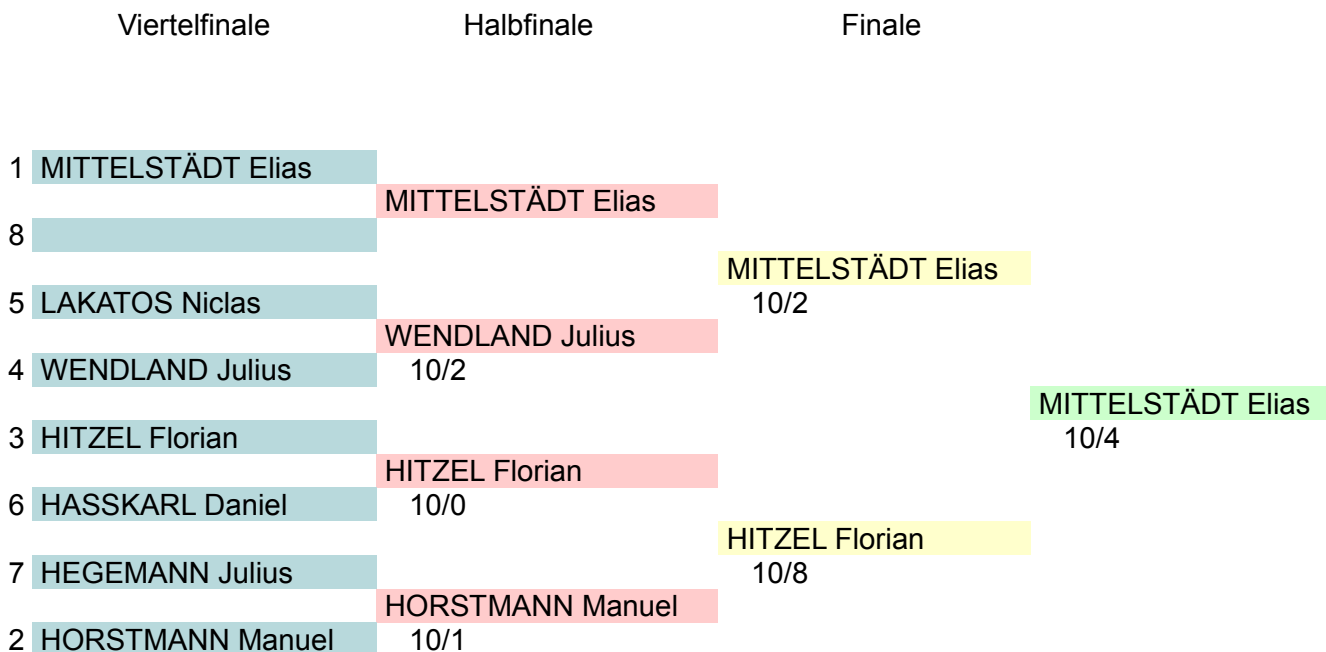 Viertelfinale Halbfinale Finale
1 MITTELSTÄDT Elias
MITTELSTÄDT Elias
8
MITTELSTÄDT Elias
5 LAKATOS Niclas 10/2
WENDLAND Julius
4 WENDLAND Julius 10/2
MITTELSTÄDT Elias
3 HITZEL Florian 10/4
HITZEL Florian
6 HASSKARL Daniel 10/0
HITZEL Florian
7 HEGEMANN Julius 10/8
HORSTMANN Manuel
2 HORSTMANN Manuel 10/1